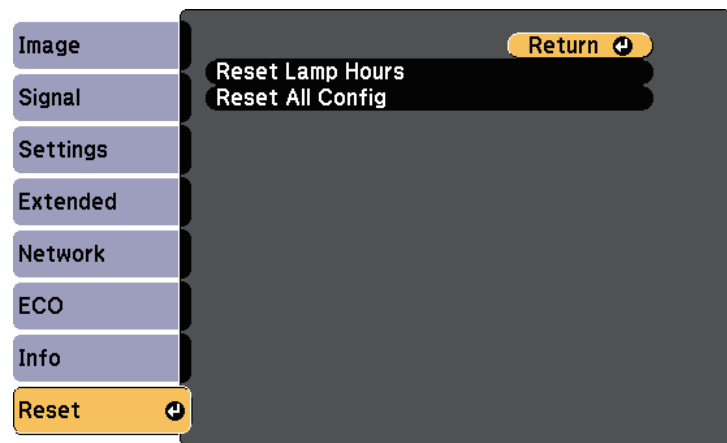 Image
Signal
Settings
Extended
Network
ECO
Info
Reset
Return
Reset Lamp Hours
Reset All Config